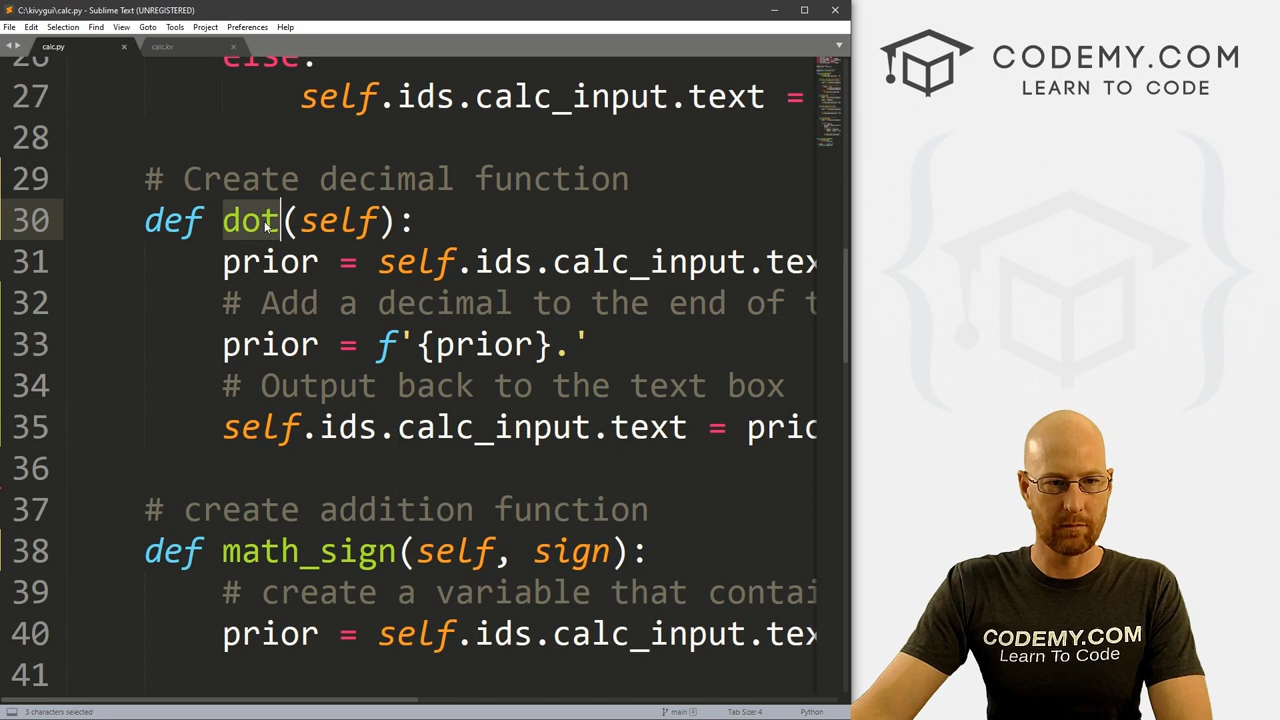 C:\kivygui\calc.py - Sublime Text (UNREGISTERED)
File Edit Selection Find View Goto Tools Project Preferences Help
calc.py calc.kv
26 else:
27 self.ids.calc_input.text =
28
29 # Create decimal function
30 def dot(self):
31 prior = self.ids.calc_input.tex
32 # Add a decimal to the end of t
33 prior = f'{prior}.'
34 # Output back to the text box
35 self.ids.calc_input.text = prio
36
37 # create addition function
38 def math_sign(self, sign):
39 # create a variable that contai
40 prior = self.ids.calc_input.tex
41
3 characters selected main Tab Size: 4 Python
CODEMY.COM
LEARN TO CODE
CODEMY.COM
Learn To Code